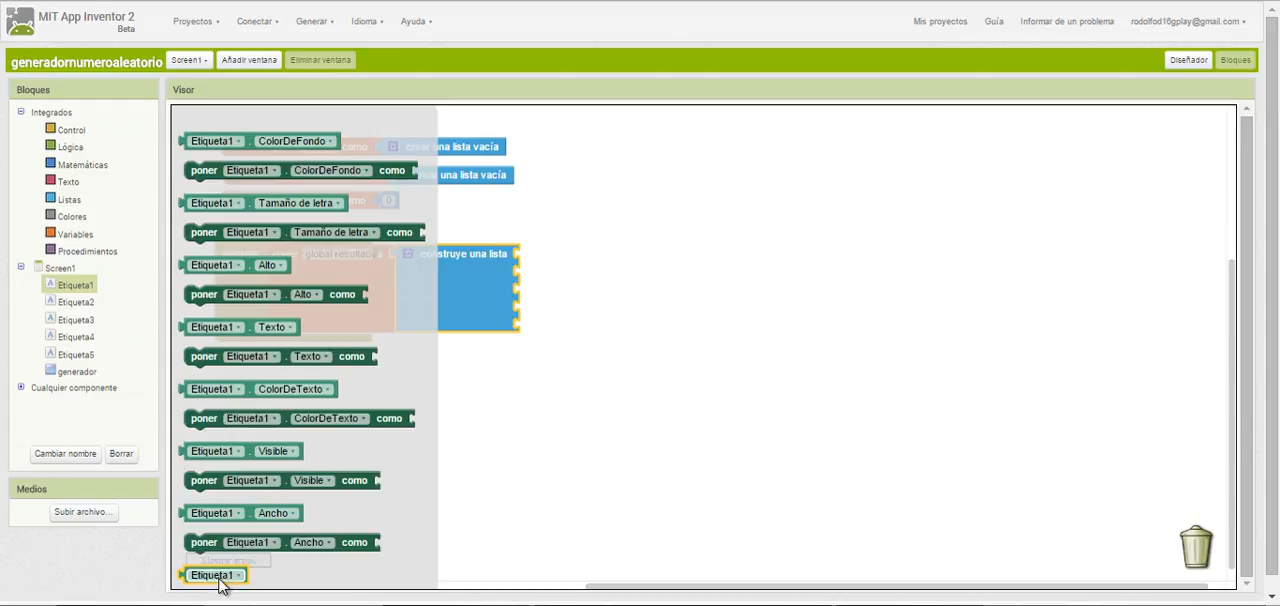 MIT App Inventor 2
Beta
Proyectos Conectar Generar Idioma Ayuda
Mis proyectos Guía Informar de un problema rodolfod16gplay@gmail.com
generadornumeroaleatorio Screen1 Añadir ventana Eliminar ventana Diseñador Bloques
Bloques
Visor
Integrados
Control
Lógica
Matemáticas
Texto
Listas
Colores
Variables
Procedimientos
Screen1
Etiqueta1
Etiqueta2
Etiqueta3
Etiqueta4
Etiqueta5
generador
Cualquier componente
Cambiar nombre Borrar
Medios
Subir archivo...
Etiqueta1 . ColorDeFondo
poner Etiqueta1 . ColorDeFondo como
Etiqueta1 . Tamaño de letra
poner Etiqueta1 . Tamaño de letra como
Etiqueta1 . Alto
poner Etiqueta1 . Alto como
Etiqueta1 . Texto
poner Etiqueta1 . Texto como
Etiqueta1 . ColorDeTexto
poner Etiqueta1 . ColorDeTexto como
Etiqueta1 . Visible
poner Etiqueta1 . Visible como
Etiqueta1 . Ancho
poner Etiqueta1 . Ancho como
Etiqueta1
como crear una lista vacía
una lista vacía
como 0
global resultado construye una lista